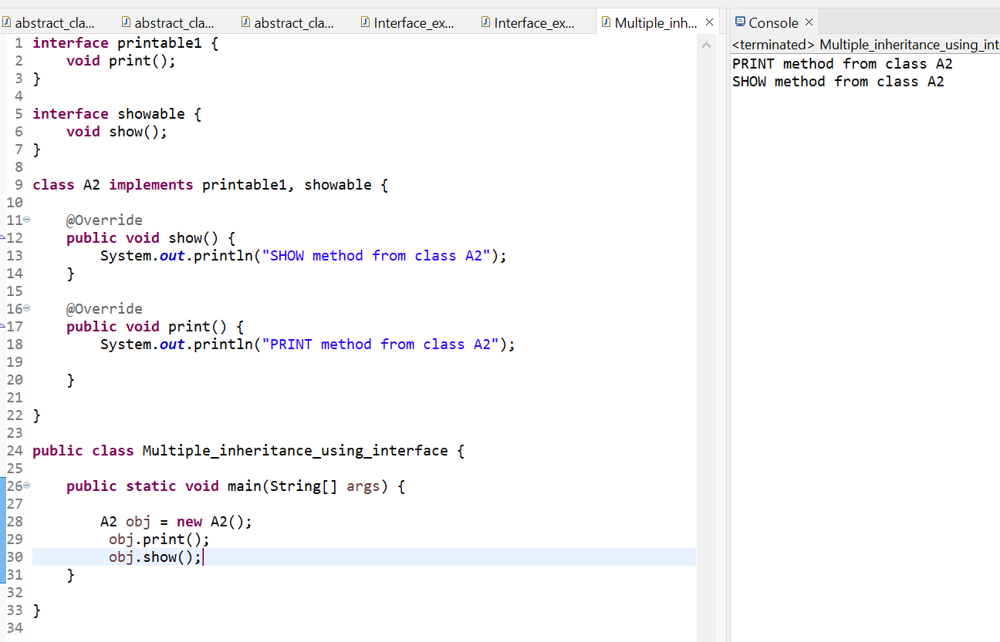 abstract_cla... abstract_cla... abstract_cla... Interface_ex... Interface_ex... Multiple_inh...
1 interface printable1 {
2     void print();
3 }
4
5 interface showable {
6     void show();
7 }
8
9 class A2 implements printable1, showable {
10
11     @Override
12     public void show() {
13         System.out.println("SHOW method from class A2");
14     }
15
16     @Override
17     public void print() {
18         System.out.println("PRINT method from class A2");
19
20     }
21
22 }
23
24 public class Multiple_inheritance_using_interface {
25
26     public static void main(String[] args) {
27
28         A2 obj = new A2();
29          obj.print();
30          obj.show();
31     }
32
33 }
34
Console
<terminated> Multiple_inheritance_using_int
PRINT method from class A2
SHOW method from class A2